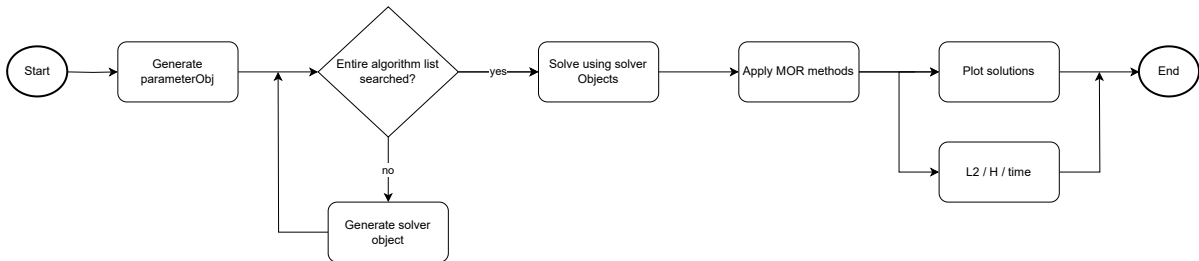 Start
Generate
parameterObj
Entire algorithm list
searched?
yes
Solve using solver
Objects
Apply MOR methods
Plot solutions
End
L2 / H / time
no
Generate solver
object